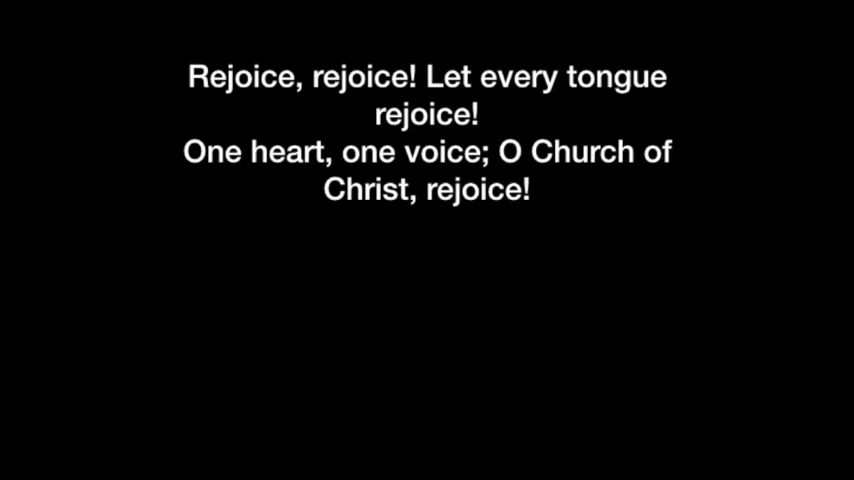 Rejoice, rejoice! Let every tongue
rejoice!
One heart, one voice; O Church of
Christ, rejoice!